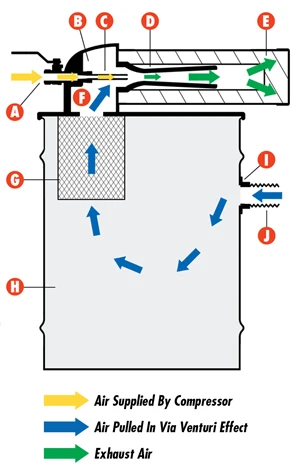 B
C
D
E
A
F
G
I
J
H
Air Supplied By Compressor
Air Pulled In Via Venturi Effect
Exhaust Air